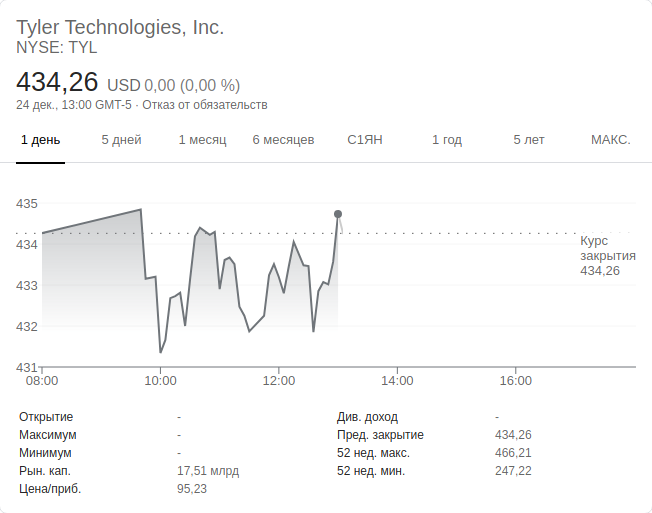 Tyler Technologies, Inc.
NYSE: TYL
434,26 USD 0,00 (0,00 %)
24 дек., 13:00 GMT-5 · Отказ от обязательств
1 день 5 дней 1 месяц 6 месяцев С1ЯН 1 год 5 лет МАКС.
435
434
433
432
431
Курс
закрытия
434,26
08:00 10:00 12:00 14:00 16:00
Открытие - Див. доход -
Максимум - Пред. закрытие 434,26
Минимум - 52 нед. макс. 466,21
Рын. кап. 17,51 млрд 52 нед. мин. 247,22
Цена/приб. 95,23